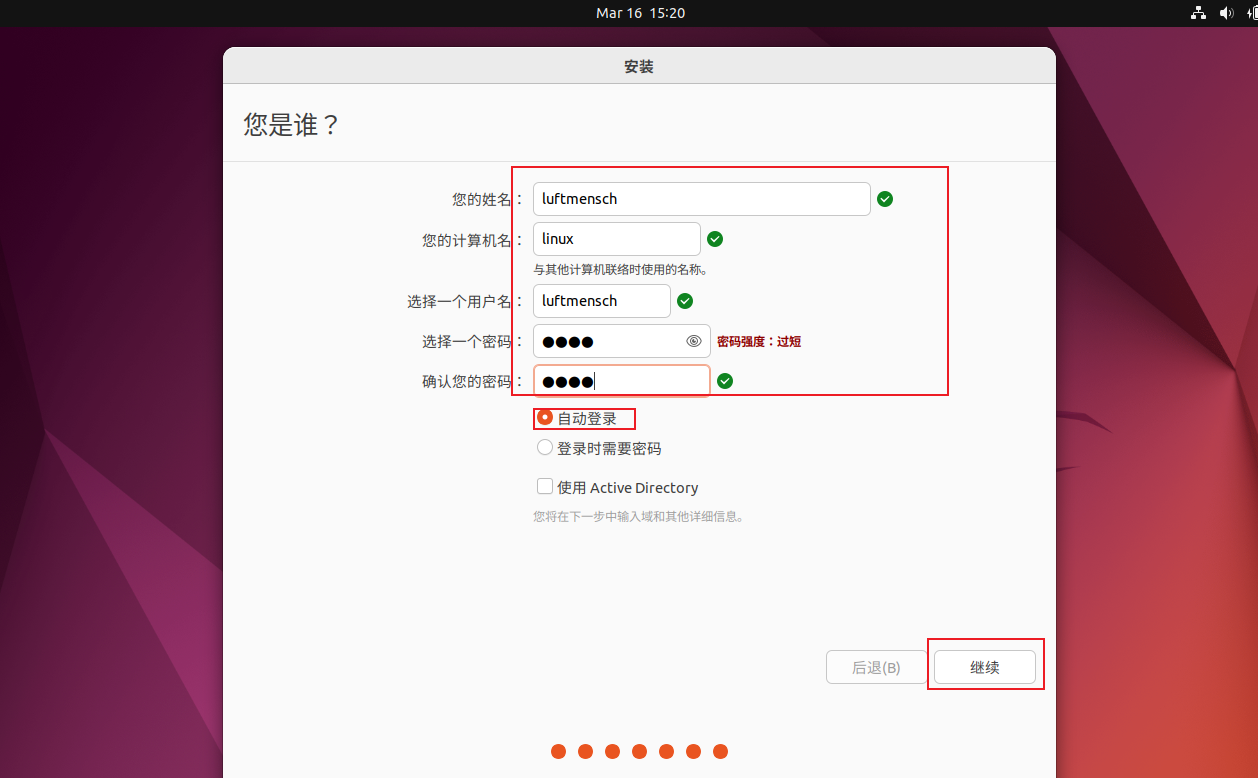 Mar 16 15:20
安装
您是谁？
您的姓名： luftmensch
您的计算机名： linux
与其他计算机联络时使用的名称。
选择一个用户名： luftmensch
选择一个密码： ●●●● 密码强度：过短
确认您的密码： ●●●●
自动登录
登录时需要密码
使用 Active Directory
您将在下一步中输入域和其他详细信息。
后退(B) 继续